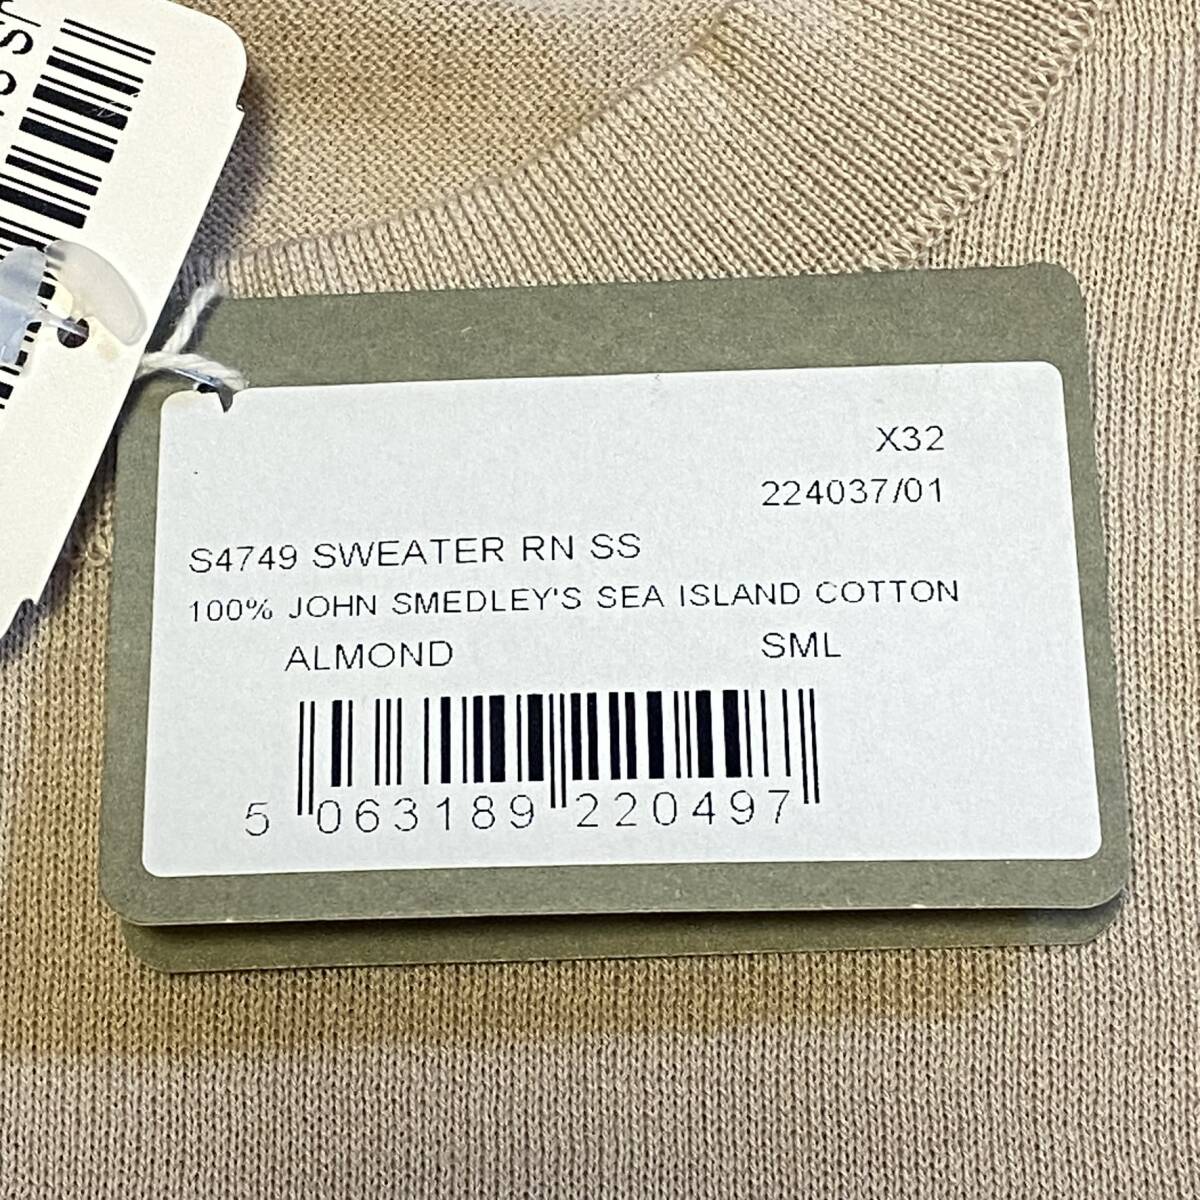 X32
224037/01
S4749 SWEATER RN SS
100% JOHN SMEDLEY'S SEA ISLAND COTTON
ALMOND SML
5 063189 220497